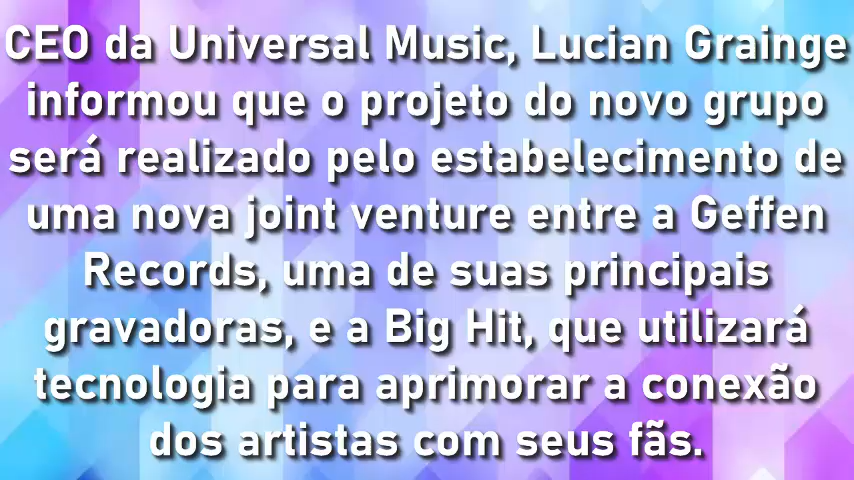 CEO da Universal Music, Lucian Grainge
informou que o projeto do novo grupo
será realizado pelo estabelecimento de
uma nova joint venture entre a Geffen
Records, uma de suas principais
gravadoras, e a Big Hit, que utilizará
tecnologia para aprimorar a conexão
dos artistas com seus fãs.